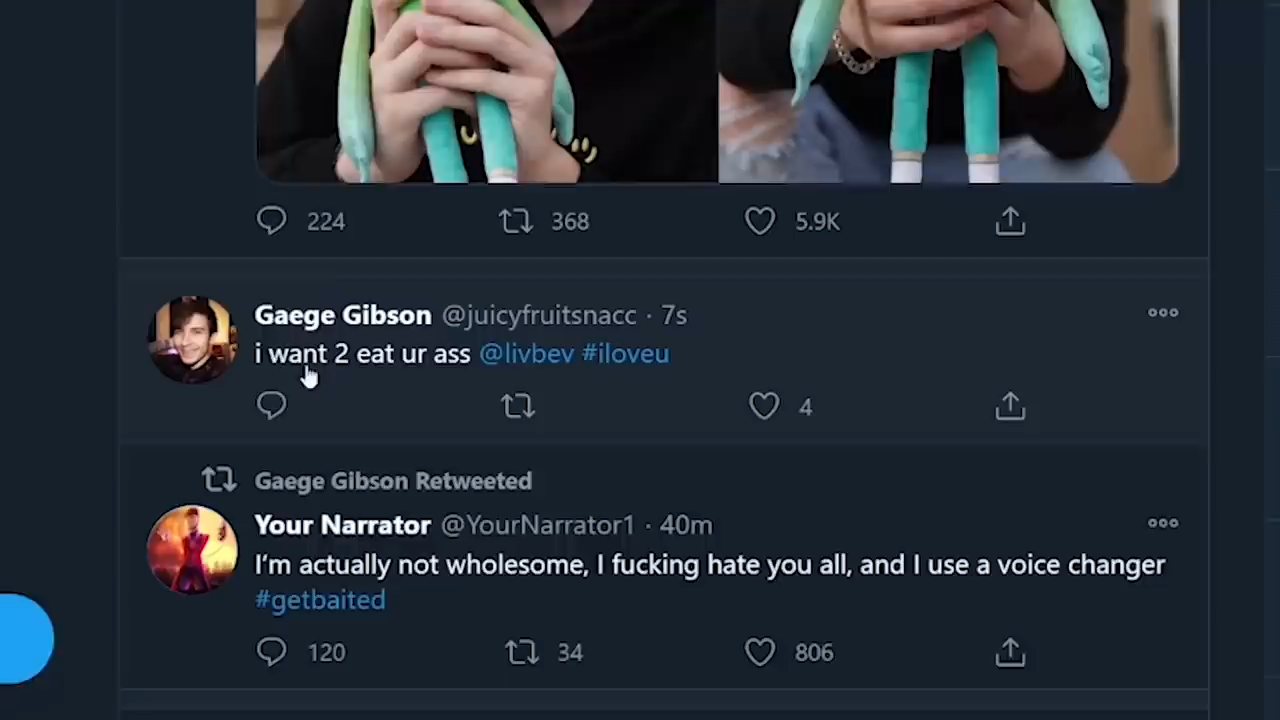 224 368 5.9K
Gaege Gibson @juicyfruitsnacc · 7s
i want 2 eat ur ass @livbev #iloveu
4
Gaege Gibson Retweeted
Your Narrator @YourNarrator1 · 40m
I'm actually not wholesome, I fucking hate you all, and I use a voice changer
#getbaited
120 34 806